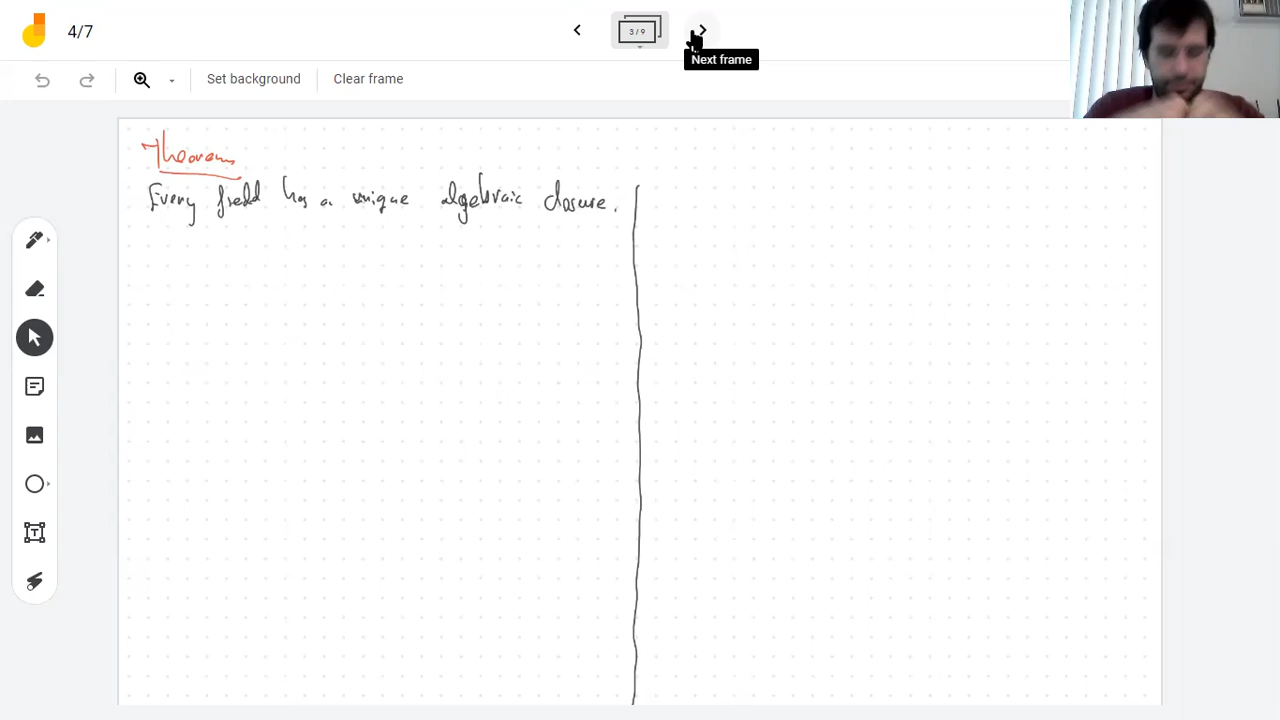 4/7
3/9
Next frame
Set background
Clear frame
Theorem
Every field has a unique algebraic closure.
T